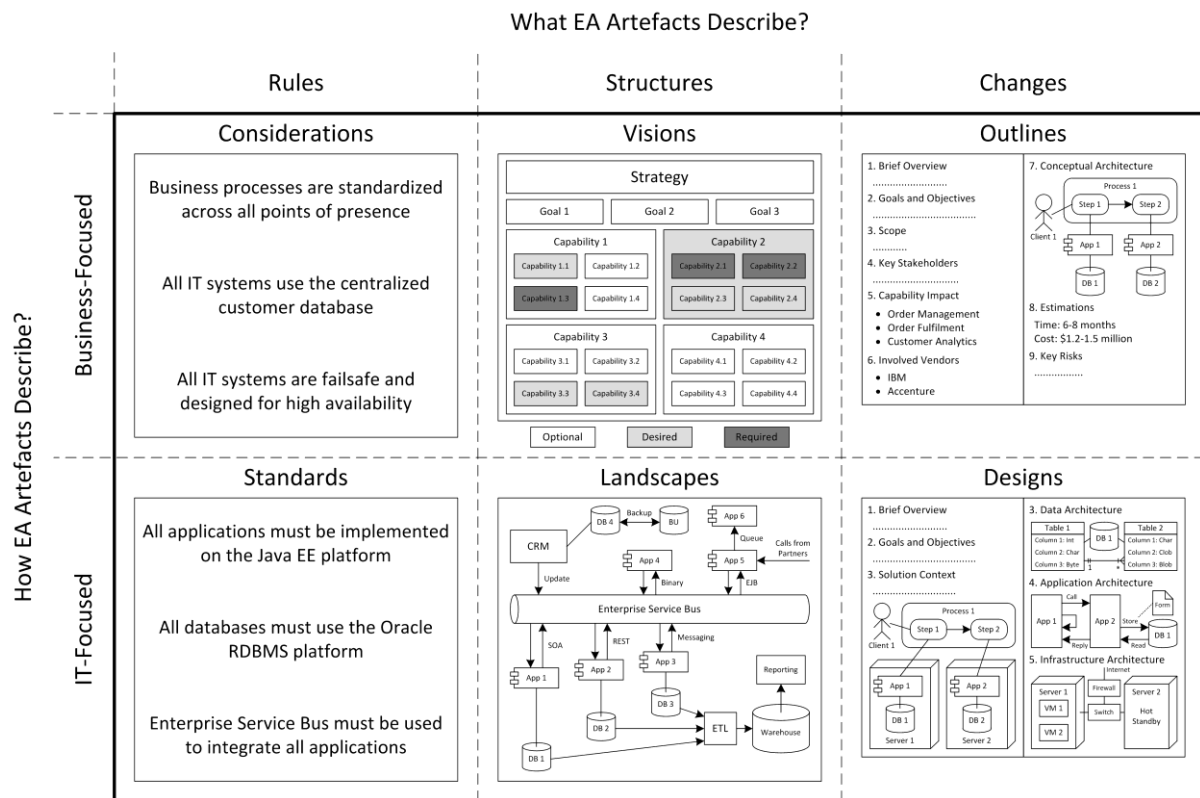 What EA Artefacts Describe?
Rules
Structures
Changes
How EA Artefacts Describe?
Business-Focused
Considerations
Business processes are standardized
across all points of presence
All IT systems use the centralized
customer database
All IT systems are failsafe and
designed for high availability
Visions
Strategy
Goal 1
Goal 2
Goal 3
Capability 1
Capability 1.1
Capability 1.2
Capability 1.3
Capability 1.4
Capability 2
Capability 2.1
Capability 2.2
Capability 2.3
Capability 2.4
Capability 3
Capability 3.1
Capability 3.2
Capability 3.3
Capability 3.4
Capability 4
Capability 4.1
Capability 4.2
Capability 4.3
Capability 4.4
Optional
Desired
Required
Outlines
1. Brief Overview
........................
2. Goals and Objectives
.................................
3. Scope
...........
4. Key Stakeholders
...........................
5. Capability Impact
• Order Management
• Order Fulfilment
• Customer Analytics
6. Involved Vendors
• IBM
• Accenture
7. Conceptual Architecture
Process 1
Step 1
Step 2
Client 1
App 1
App 2
DB 1
DB 2
8. Estimations
Time: 6-8 months
Cost: $1.2-1.5 million
9. Key Risks
................
IT-Focused
Standards
All applications must be implemented
on the Java EE platform
All databases must use the Oracle
RDBMS platform
Enterprise Service Bus must be used
to integrate all applications
Landscapes
DB 4
Backup
BU
App 6
CRM
Queue
Calls from
Partners
App 4
App 5
Update
Binary
EJB
Enterprise Service Bus
SOA
REST
Messaging
App 1
App 2
App 3
Reporting
DB 3
DB 2
ETL
Warehouse
DB 1
Designs
1. Brief Overview
........................
2. Goals and Objectives
.................................
3. Solution Context
...........................
Process 1
Step 1
Step 2
Client 1
App 1
App 2
DB 1
DB 2
Server 1
Server 2
3. Data Architecture
Table 1
Column 1: Int
Column 2: Char
Column 3: Byte
DB 1
1
*
Table 2
Column 1: Char
Column 2: Clob
Column 3: Blob
4. Application Architecture
Call
Form
App 1
App 2
Store
DB 1
Reply
Read
5. Infrastructure Architecture
Internet
Server 1
Firewall
Server 2
VM 1
Switch
Hot
Standby
VM 2